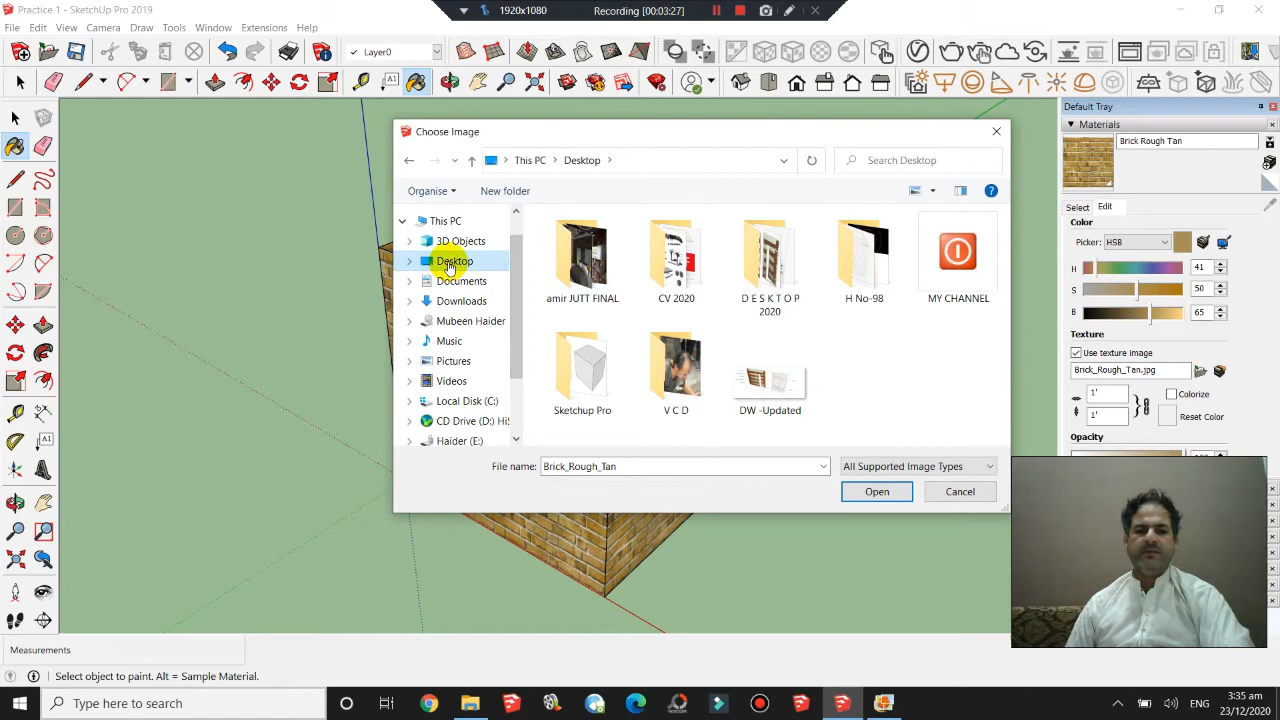 Practice 1 - SketchUp Pro 2019
1920x1080
Recording [00:03:27]
File Edit View Camera Draw Tools Window Extensions Help
Layer0
A1
Default Tray
Materials
Brick Rough Tan
Select Edit
Color
Picker: HSB
H 41
S 50
B 65
Texture
Use texture image
Brick_Rough_Tan.jpg
1'
Colorize
1'
Reset Color
Opacity
Choose Image
This PC Desktop
Search Desktop
Organise New folder
This PC
3D Objects
Desktop
Documents
Downloads
Mubeen Haider
Music
Pictures
Videos
Local Disk (C:)
CD Drive (D:) HiS
Haider (E:)
amir JUTT FINAL
CV 2020
D E S K T O P
2020
H No-98
MY CHANNEL
Sketchup Pro
V C D
DW -Updated
File name: Brick_Rough_Tan
All Supported Image Types
Open Cancel
A1
Measurements
Select object to paint. Alt = Sample Material.
Type here to search
ENG
3:35 am
23/12/2020